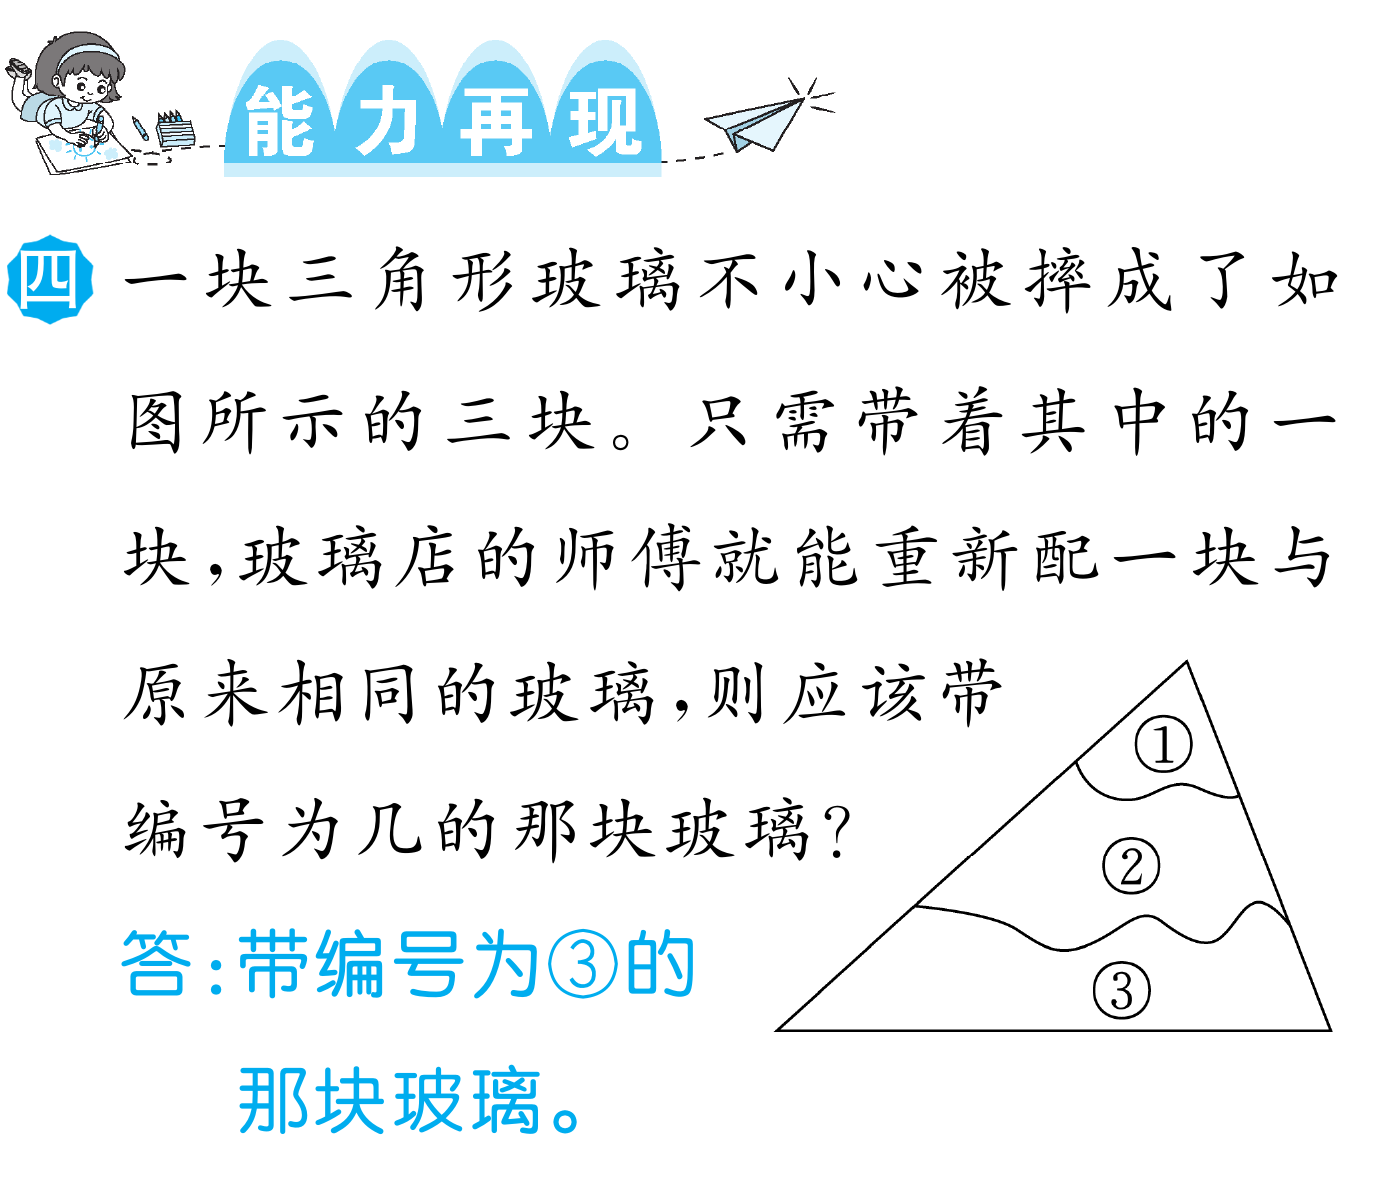 能力再现
四 一块三角形玻璃不小心被摔成了如
图所示的三块。只需带着其中的一
块,玻璃店的师傅就能重新配一块与
原来相同的玻璃,则应该带
编号为几的那块玻璃?
①
②
③
答:带编号为③的
那块玻璃。